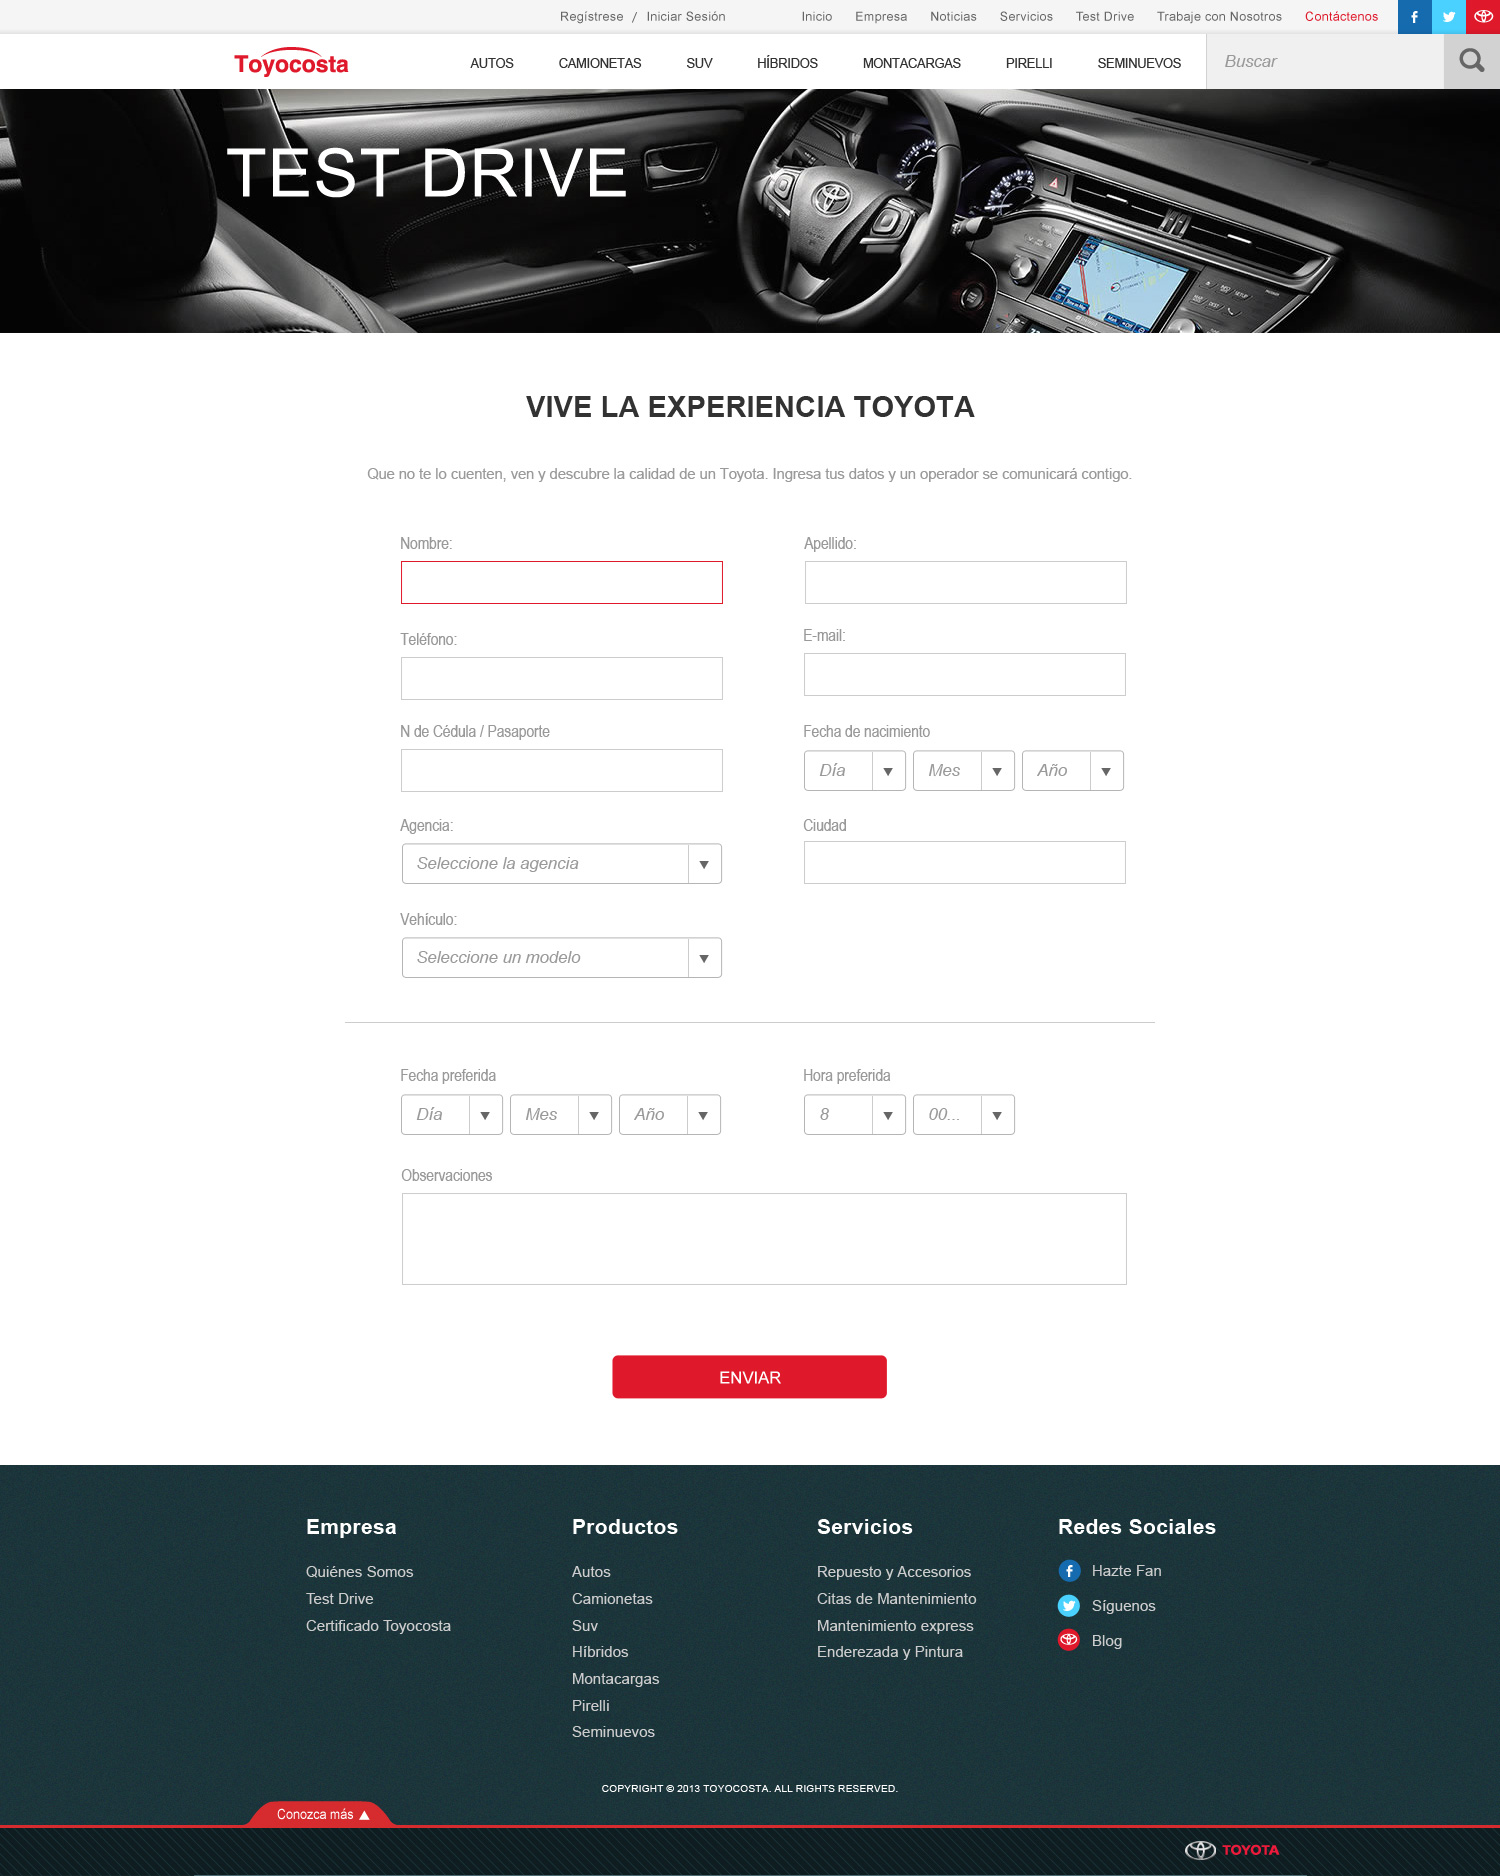 Regístrese / Iniciar Sesión Inicio Empresa Noticias Servicios Test Drive Trabaje con Nosotros Contáctenos
Toyocosta AUTOS CAMIONETAS SUV HÍBRIDOS MONTACARGAS PIRELLI SEMINUEVOS Buscar
TEST DRIVE
VIVE LA EXPERIENCIA TOYOTA
Que no te lo cuenten, ven y descubre la calidad de un Toyota. Ingresa tus datos y un operador se comunicará contigo.
Nombre: Apellido:
Teléfono: E-mail:
N de Cédula / Pasaporte Fecha de nacimiento
Día Mes Año
Agencia: Ciudad
Seleccione la agencia
Vehículo:
Seleccione un modelo
Fecha preferida Hora preferida
Día Mes Año 8 00...
Observaciones
ENVIAR
Empresa Productos Servicios Redes Sociales
Quiénes Somos Autos Repuesto y Accesorios Hazte Fan
Test Drive Camionetas Citas de Mantenimiento Síguenos
Certificado Toyocosta Suv Mantenimiento express Blog
Híbridos Enderezada y Pintura
Montacargas
Pirelli
Seminuevos
COPYRIGHT © 2013 TOYOCOSTA. ALL RIGHTS RESERVED.
Conozca más
TOYOTA